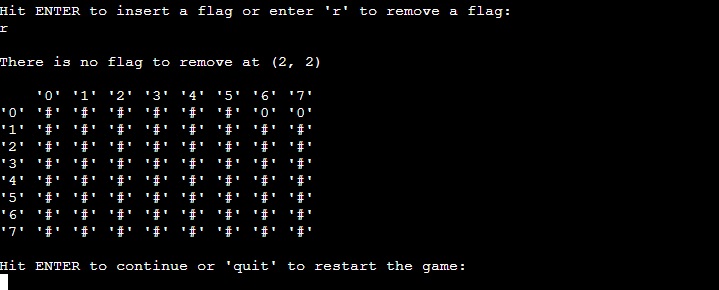 Hit ENTER to insert a flag or enter 'r' to remove a flag:
r
There is no flag to remove at (2, 2)
'0' '1' '2' '3' '4' '5' '6' '7'
'0' '#' '#' '#' '#' '#' '#' '0' '0'
'1' '#' '#' '#' '#' '#' '#' '#' '#'
'2' '#' '#' '#' '#' '#' '#' '#' '#'
'3' '#' '#' '#' '#' '#' '#' '#' '#'
'4' '#' '#' '#' '#' '#' '#' '#' '#'
'5' '#' '#' '#' '#' '#' '#' '#' '#'
'6' '#' '#' '#' '#' '#' '#' '#' '#'
'7' '#' '#' '#' '#' '#' '#' '#' '#'
Hit ENTER to continue or 'quit' to restart the game: